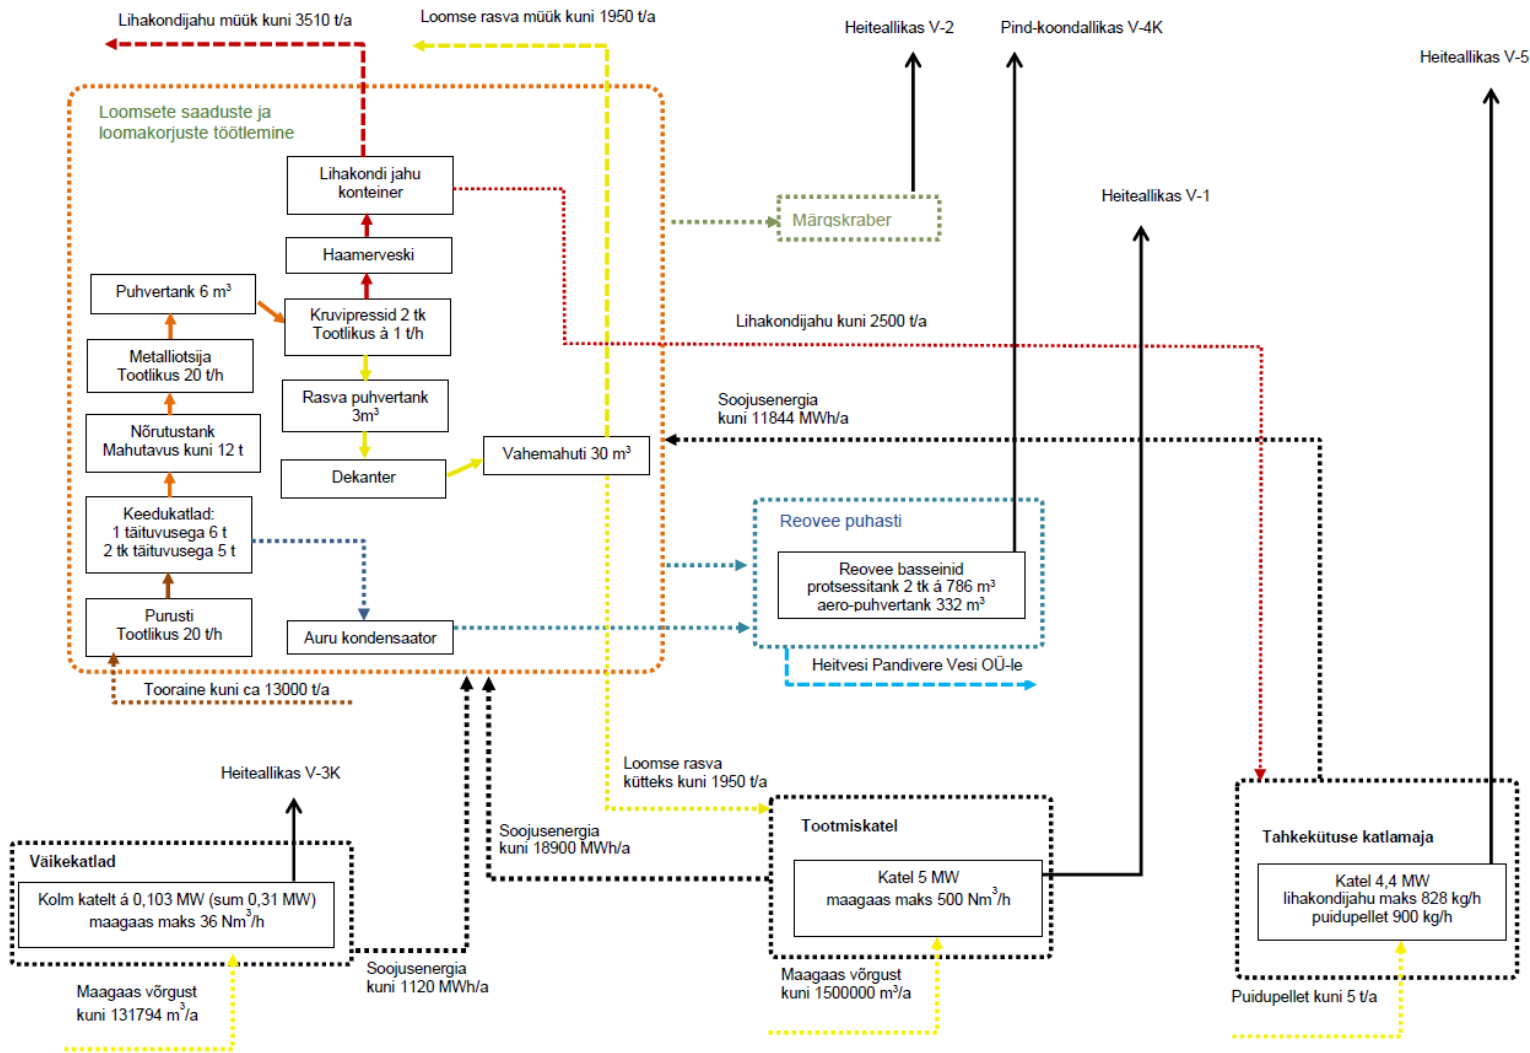 Lihakondijahu müük kuni 3510 t/a
Loomse rasva müük kuni 1950 t/a
Heiteallikas V-2
Pind-koondallikas V-4K
Heiteallikas V-5
Loomsete saaduste ja
loomakorjuste töötlemine
Lihakondi jahu
konteiner
Heiteallikas V-1
Märgskraber
Haamerveski
Puhvertank 6 m³
Kruvipressid 2 tk
Tootlikus à 1 t/h
Lihakondijahu kuni 2500 t/a
Metalliotsija
Tootlikus 20 t/h
Rasva puhvertank
3m³
Soojusenergia
kuni 11844 MWh/a
Nõrutustank
Mahutavus kuni 12 t
Vahemahuti 30 m³
Dekanter
Keedukatlad:
1 täituvusega 6 t
2 tk täituvusega 5 t
Reovee puhasti
Reovee basseinid
protsessitank 2 tk á 786 m³
aero-puhvertank 332 m³
Purusti
Tootlikus 20 t/h
Auru kondensaator
Heitvesi Pandivere Vesi OÜ-le
Tooraine kuni ca 13000 t/a
Heiteallikas V-3K
Loomse rasva
kütteks kuni 1950 t/a
Soojusenergia
kuni 18900 MWh/a
Tootmiskatel
Katel 5 MW
maagaas maks 500 Nm³/h
Tahkekütuse katlamaja
Katel 4,4 MW
lihakondijahu maks 828 kg/h
puidupellet 900 kg/h
Väikekatlad
Kolm katelt á 0,103 MW (sum 0,31 MW)
maagaas maks 36 Nm³/h
Soojusenergia
kuni 1120 MWh/a
Maagaas võrgust
kuni 131794 m³/a
Maagaas võrgust
kuni 1500000 m³/a
Puidupellet kuni 5 t/a